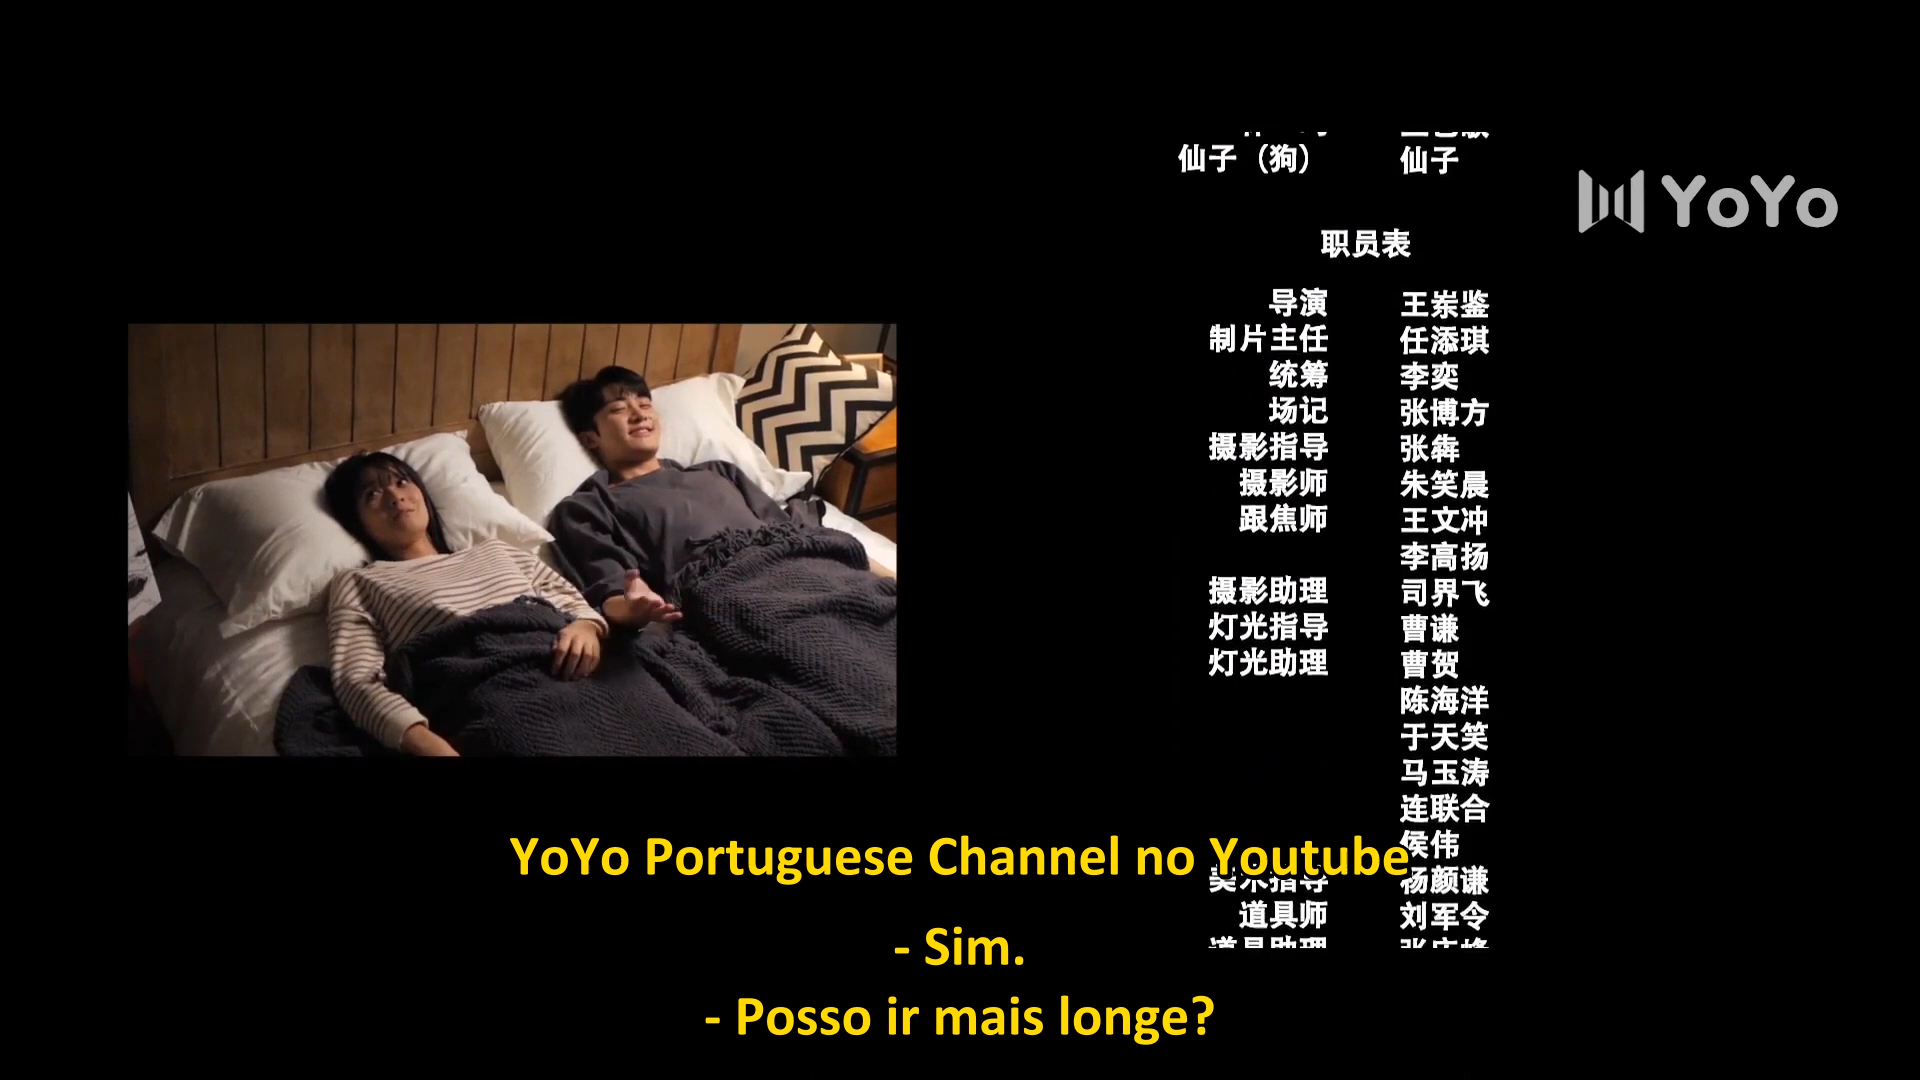 仙子（狗） 仙子
YoYo
职员表
导演 王岽鉴
制片主任 任添琪
统筹 李奕
场记 张博方
摄影指导 张犇
摄影师 朱笑晨
跟焦师 王文冲
李高扬
摄影助理 司界飞
灯光指导 曹谦
灯光助理 曹贺
陈海洋
于天笑
马玉涛
连联合
侯伟
YoYo Portuguese Channel no Youtube
美术指导 杨颜谦
道具师 刘军令
- Sim.
- Posso ir mais longe?